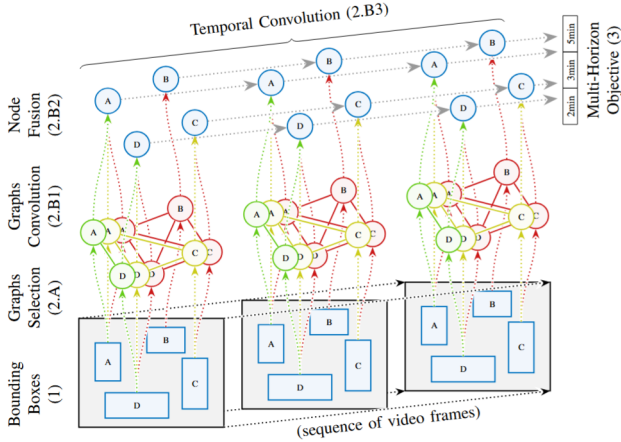 Temporal Convolution (2.B3)
5min
3min
2min
Multi-Horizon
Objective (3)
Node
Fusion
(2.B2)
A
B
C
D
A
B
C
D
A
B
C
D
Graphs
Convolution
(2.B1)
A
A
A
B
C
C
D
D
D
A
A
B
C
C
D
D
D
A
A
B
C
C
D
D
D
Graphs
Selection
(2.A)
Bounding
Boxes
(1)
A
B
C
D
A
B
C
D
A
B
C
D
(sequence of video frames)